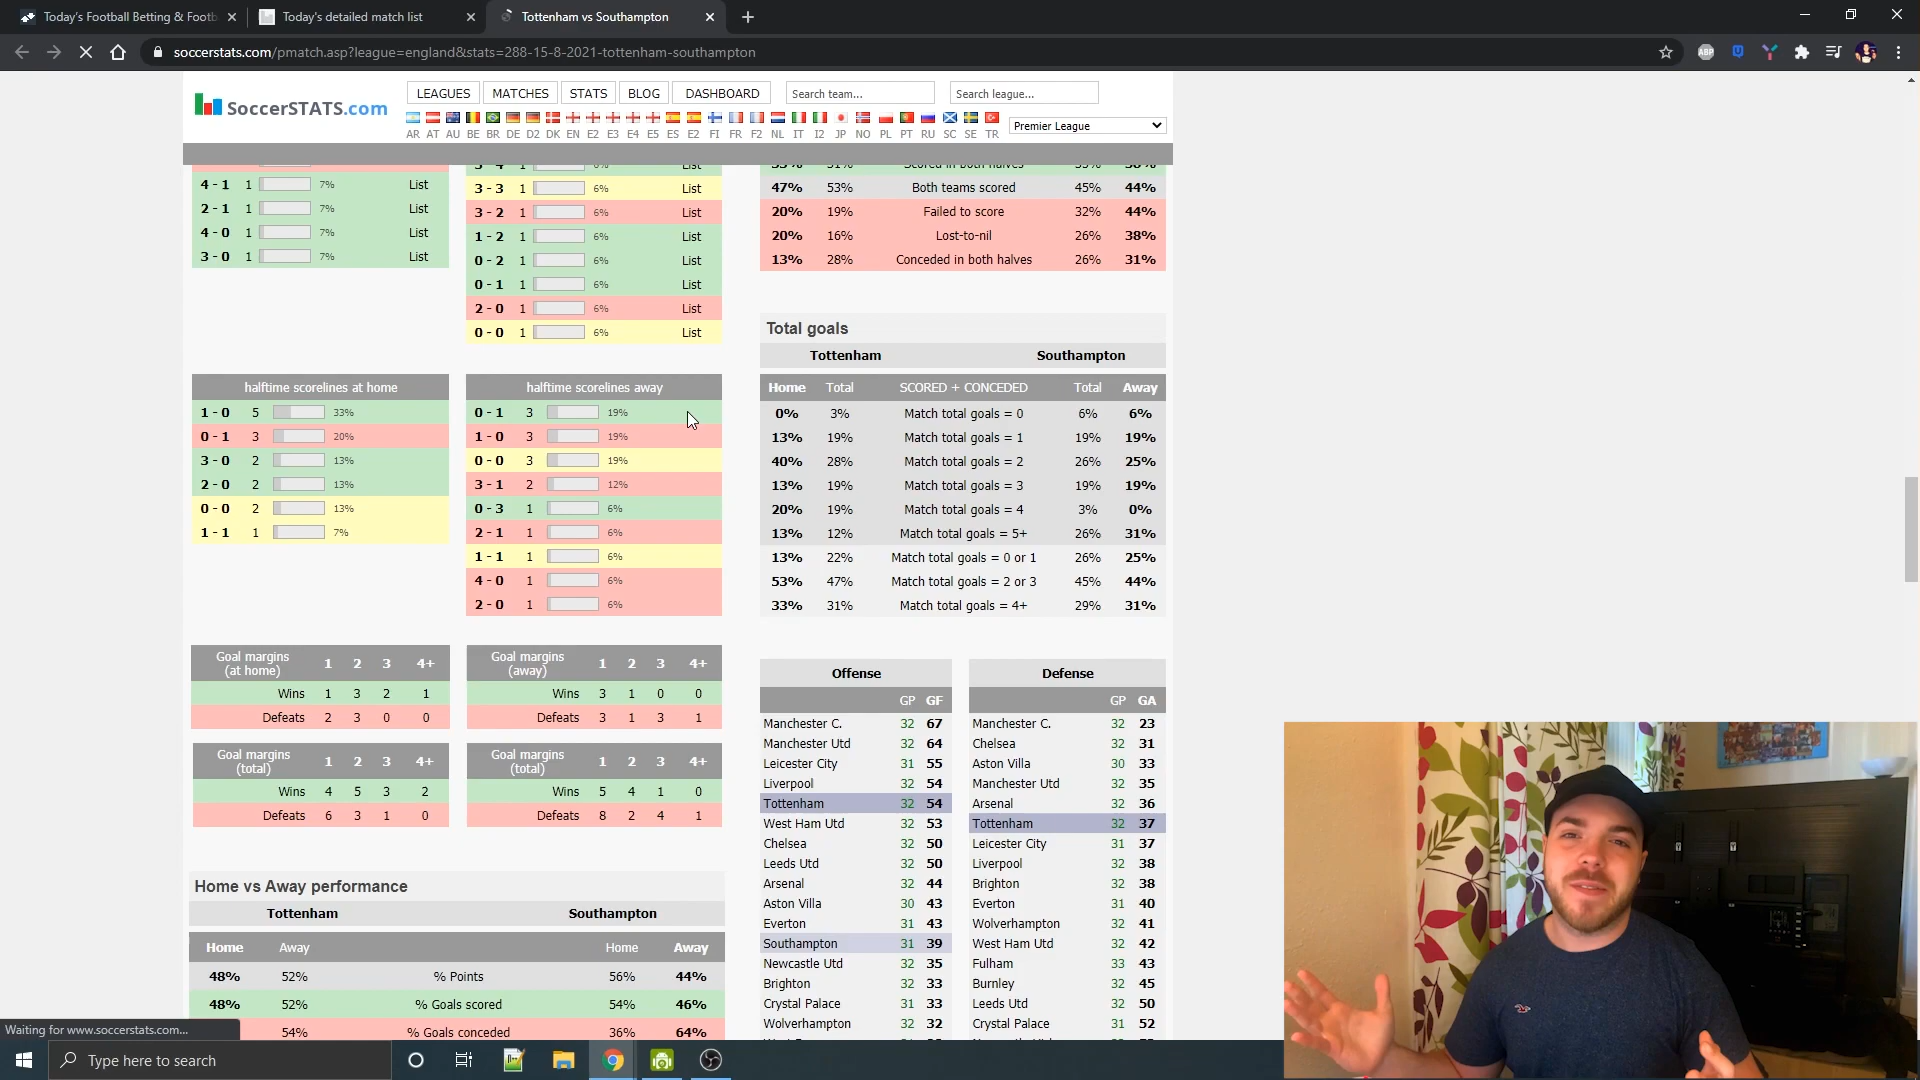 Today's Football Betting & Footb
Today's detailed match list
Tottenham vs Southampton
soccerstats.com/pmatch.asp?league=england&stats=288-15-8-2021-tottenham-southampton
ABP
SoccerSTATS.com
LEAGUES MATCHES STATS BLOG DASHBOARD Search team... Search league...
AR AT AU BE BR DE D2 DK EN E2 E3 E4 E5 ES E2 FI FR F2 NL IT I2 JP NO PL PT RU SC SE TR Premier League
4 - 1 1 7% List
2 - 1 1 7% List
4 - 0 1 7% List
3 - 0 1 7% List
3 - 4 1 6% List
3 - 3 1 6% List
3 - 2 1 6% List
1 - 2 1 6% List
0 - 2 1 6% List
0 - 1 1 6% List
2 - 0 1 6% List
0 - 0 1 6% List
Scored in both halves
47% 53% Both teams scored 45% 44%
20% 19% Failed to score 32% 44%
20% 16% Lost-to-nil 26% 38%
13% 28% Conceded in both halves 26% 31%
halftime scorelines at home
1 - 0 5 33%
0 - 1 3 20%
3 - 0 2 13%
2 - 0 2 13%
0 - 0 2 13%
1 - 1 1 7%
halftime scorelines away
0 - 1 3 19%
1 - 0 3 19%
0 - 0 3 19%
3 - 1 2 12%
0 - 3 1 6%
2 - 1 1 6%
1 - 1 1 6%
4 - 0 1 6%
2 - 0 1 6%
Total goals
Tottenham Southampton
Home Total SCORED + CONCEDED Total Away
0% 3% Match total goals = 0 6% 6%
13% 19% Match total goals = 1 19% 19%
40% 28% Match total goals = 2 26% 25%
13% 19% Match total goals = 3 19% 19%
20% 19% Match total goals = 4 3% 0%
13% 12% Match total goals = 5+ 26% 31%
13% 22% Match total goals = 0 or 1 26% 25%
53% 47% Match total goals = 2 or 3 45% 44%
33% 31% Match total goals = 4+ 29% 31%
Goal margins (at home) 1 2 3 4+
Wins 1 3 2 1
Defeats 2 3 0 0
Goal margins (away) 1 2 3 4+
Wins 3 1 0 0
Defeats 3 1 3 1
Goal margins (total) 1 2 3 4+
Wins 4 5 3 2
Defeats 6 3 1 0
Goal margins (total) 1 2 3 4+
Wins 5 4 1 0
Defeats 8 2 4 1
Offense
GP GF
Manchester C. 32 67
Manchester Utd 32 64
Leicester City 31 55
Liverpool 32 54
Tottenham 32 54
West Ham Utd 32 53
Chelsea 32 50
Leeds Utd 32 50
Arsenal 32 44
Aston Villa 30 43
Everton 31 43
Southampton 31 39
Newcastle Utd 32 35
Brighton 32 33
Crystal Palace 31 33
Wolverhampton 32 32
Defense
GP GA
Manchester C. 32 23
Chelsea 32 31
Aston Villa 30 33
Manchester Utd 32 35
Arsenal 32 36
Tottenham 32 37
Leicester City 31 37
Liverpool 32 38
Brighton 32 38
Everton 31 40
Wolverhampton 32 41
West Ham Utd 32 42
Fulham 33 43
Burnley 32 45
Leeds Utd 32 50
Crystal Palace 31 52
Home vs Away performance
Tottenham Southampton
Home Away Home Away
48% 52% % Points 56% 44%
48% 52% % Goals scored 54% 46%
54% % Goals conceded 36% 64%
Waiting for www.soccerstats.com...
Type here to search